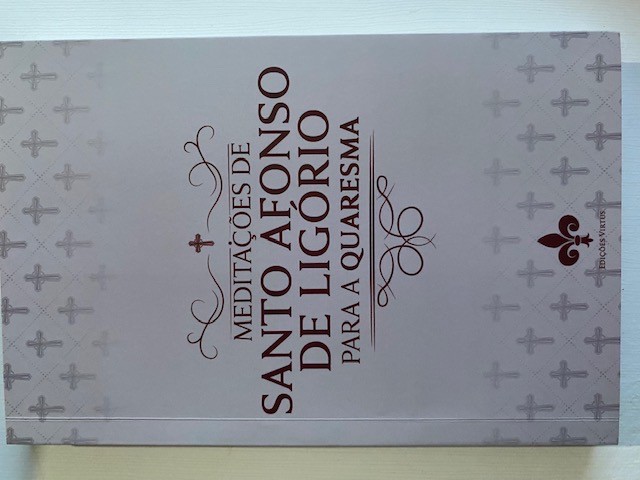 MEDITAÇÕES DE
SANTO AFONSO
DE LIGÓRIO
PARA A QUARESMA
EDIÇÕES VIRTUS